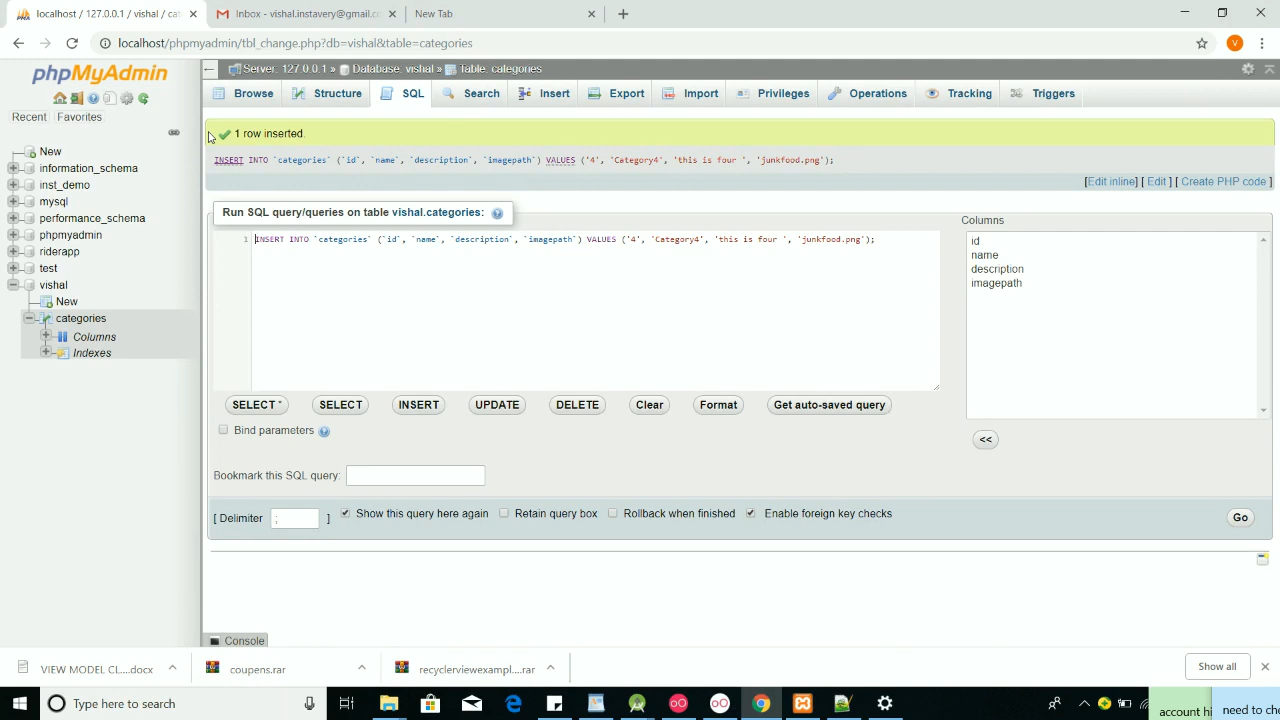 localhost / 127.0.0.1 / vishal / cat
Inbox - vishal.instavery@gmail.co
New Tab
localhost/phpmyadmin/tbl_change.php?db=vishal&table=categories
V
phpMyAdmin
Server: 127.0.0.1 » Database: vishal » Table: categories
Browse Structure SQL Search Insert Export Import Privileges Operations Tracking Triggers
Recent Favorites
New
information_schema
inst_demo
mysql
performance_schema
phpmyadmin
riderapp
test
vishal
New
categories
Columns
Indexes
1 row inserted.
INSERT INTO `categories` (`id`, `name`, `description`, `imagepath`) VALUES ('4', 'Category4', 'this is four ', 'junkfood.png');
[Edit inline] [ Edit ] [ Create PHP code ]
Run SQL query/queries on table vishal.categories:
1 INSERT INTO `categories` (`id`, `name`, `description`, `imagepath`) VALUES ('4', 'Category4', 'this is four ', 'junkfood.png');
Columns
id
name
description
imagepath
SELECT * SELECT INSERT UPDATE DELETE Clear Format Get auto-saved query
<<
Bind parameters
Bookmark this SQL query:
[ Delimiter ; ] Show this query here again Retain query box Rollback when finished Enable foreign key checks Go
Console
VIEW MODEL CL....docx
coupens.rar
recyclerviewexampl....rar
Show all
Type here to search
account hi
need to che